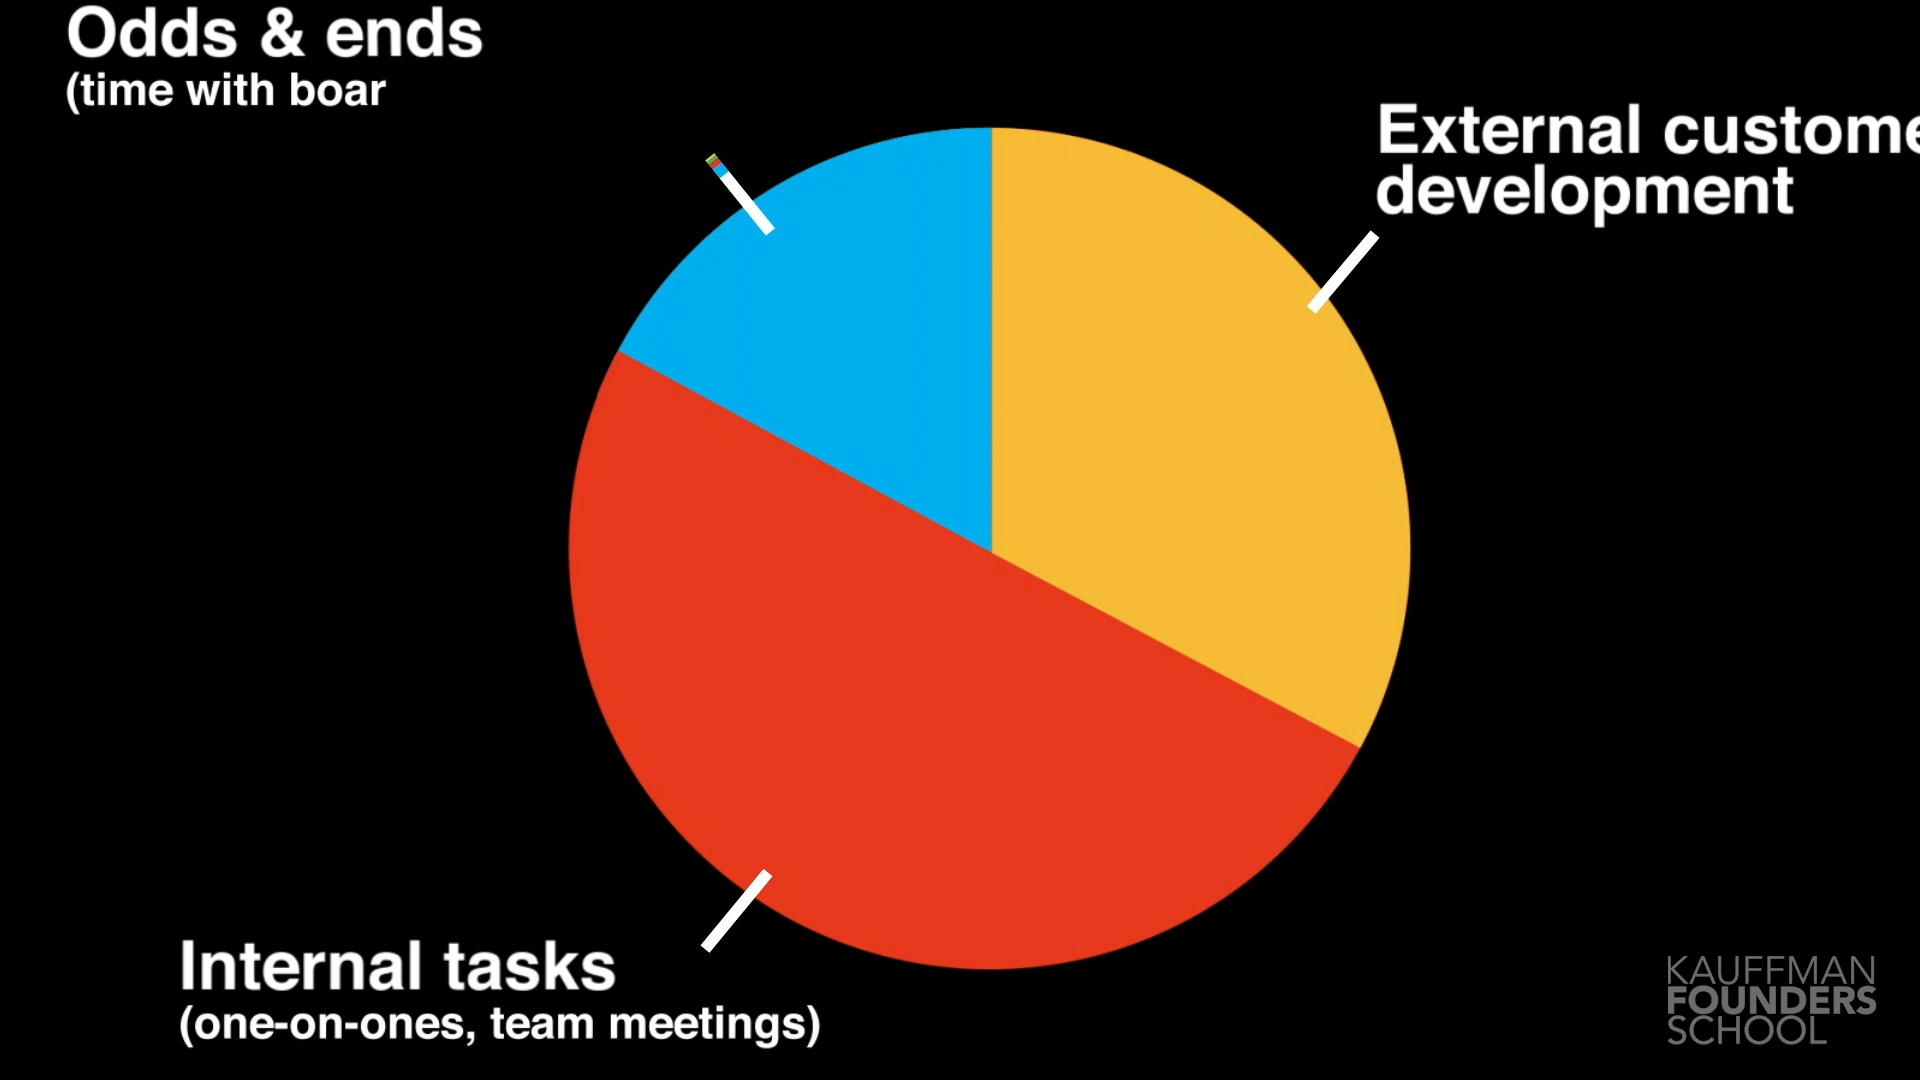 Odds & ends
(time with boar
External custome
development
Internal tasks
(one-on-ones, team meetings)
KAUFFMAN
FOUNDERS
SCHOOL